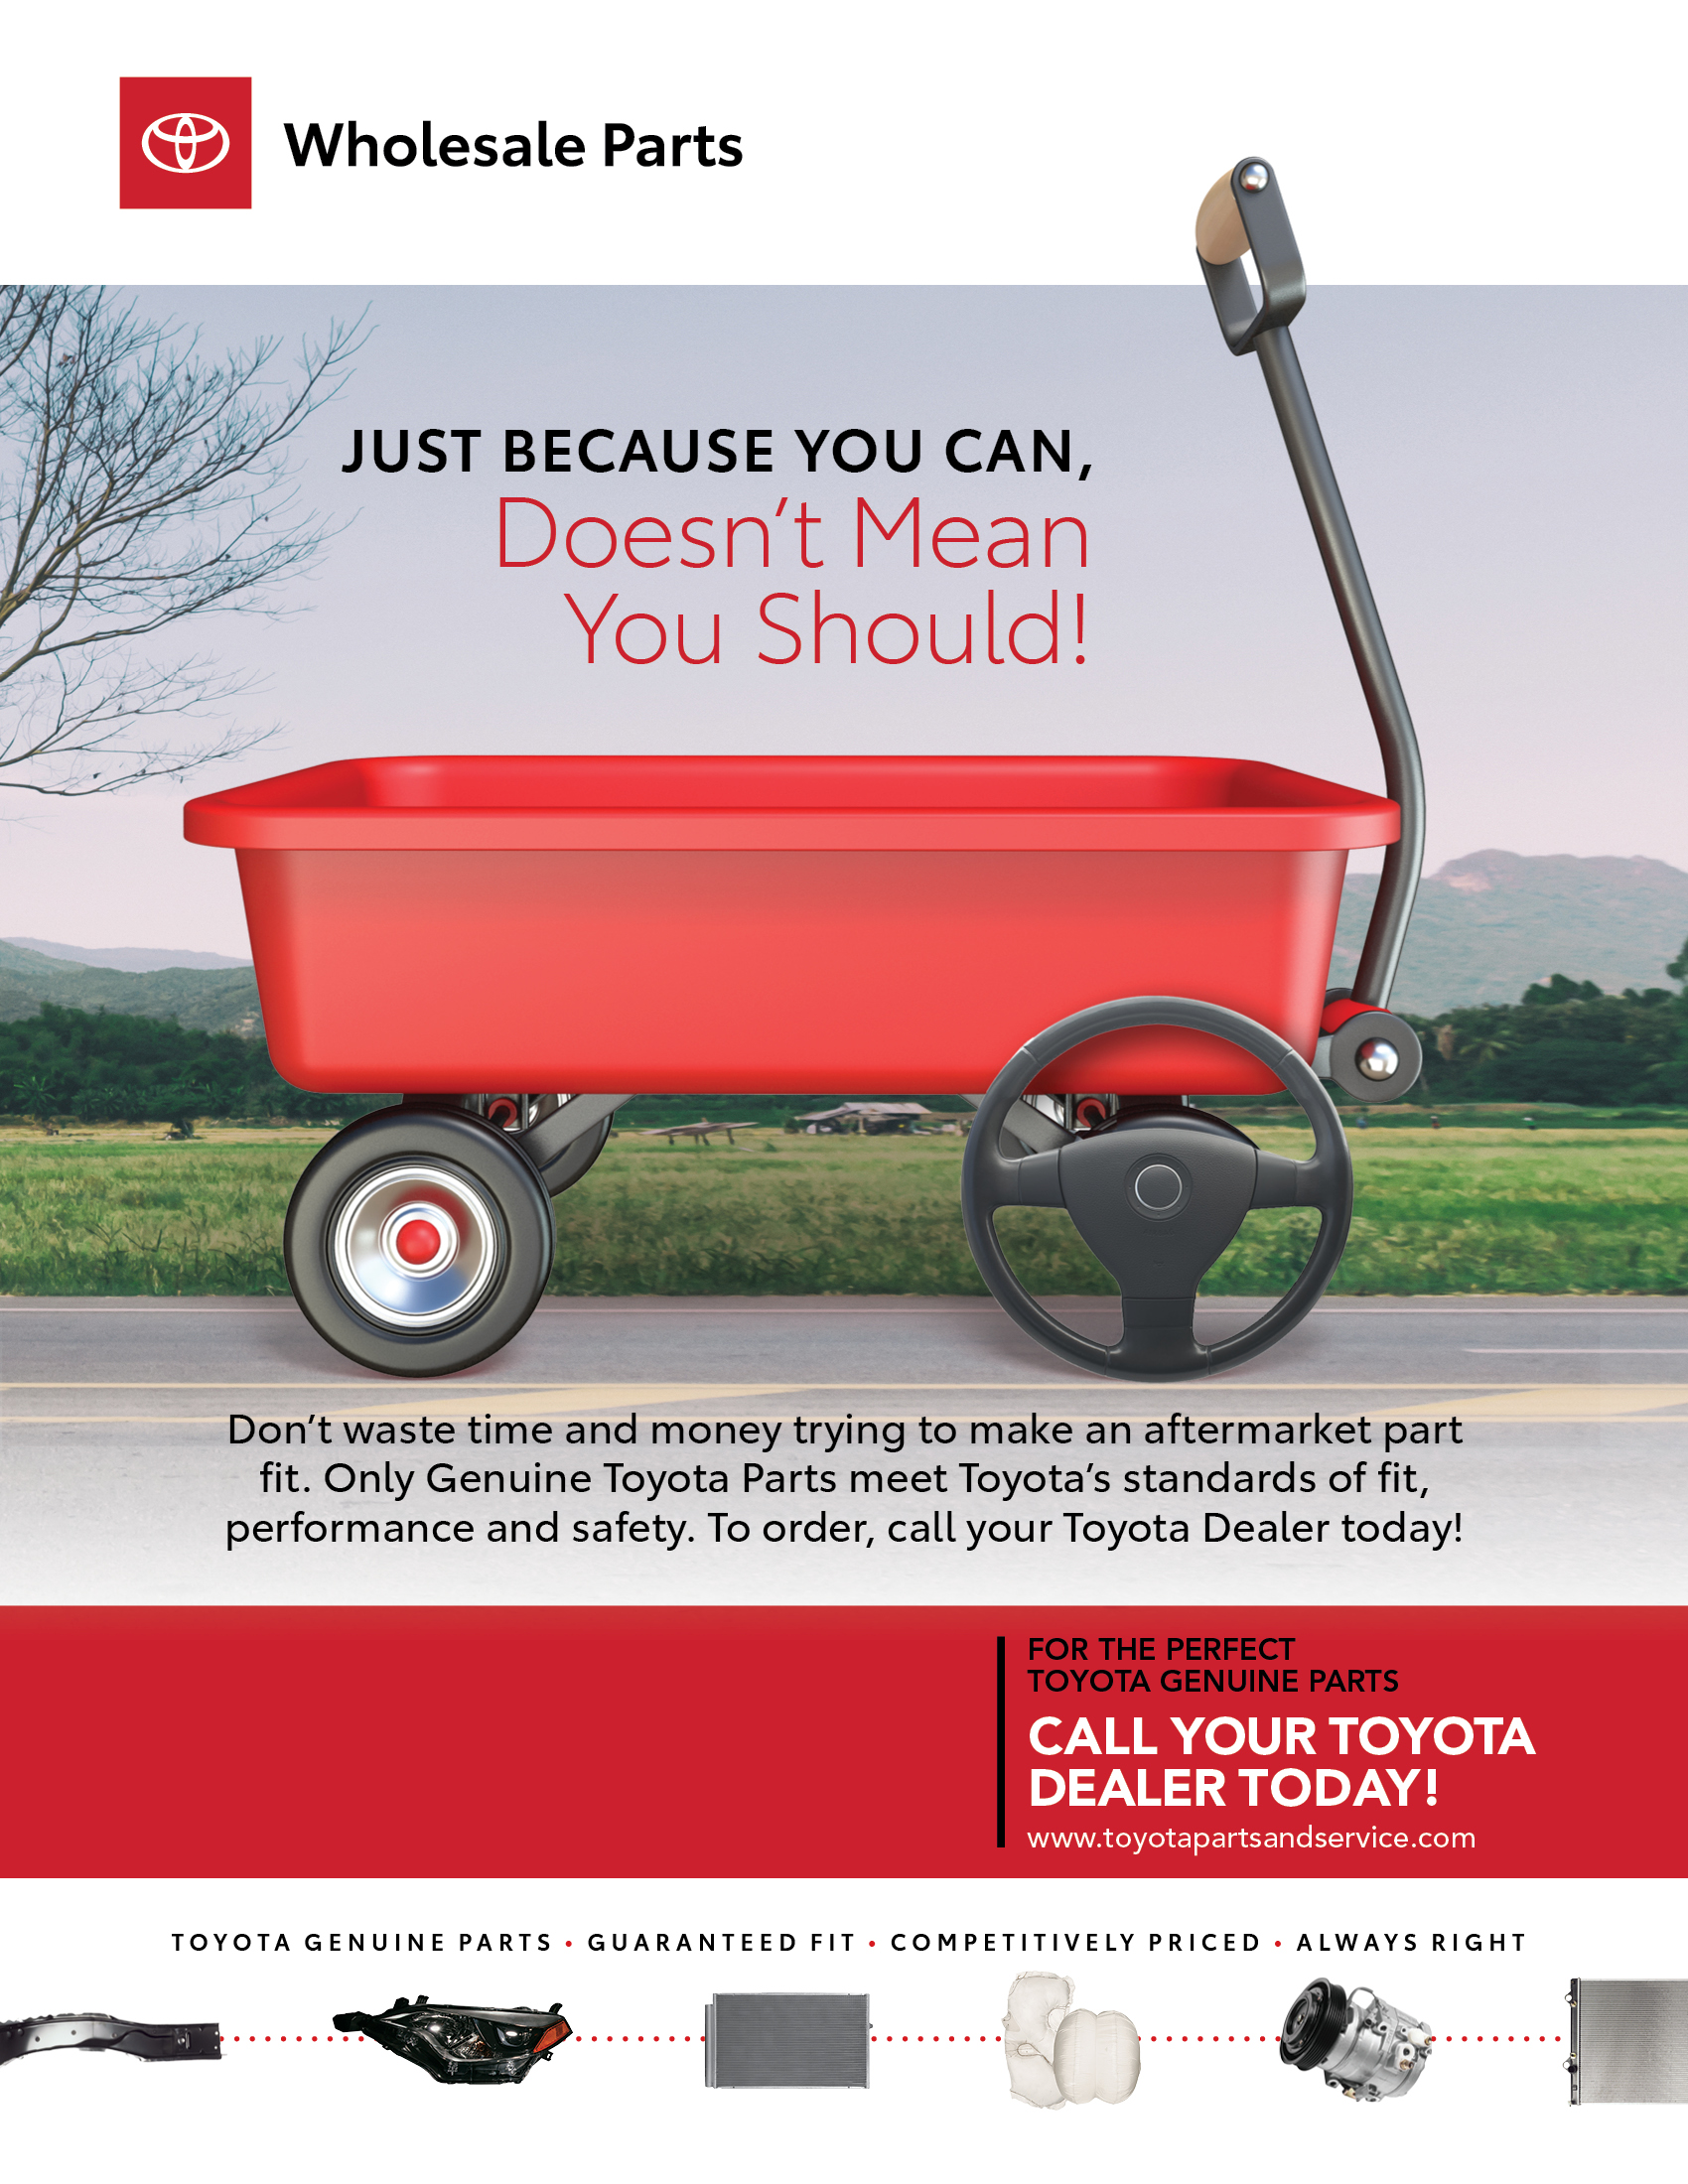 Wholesale Parts
JUST BECAUSE YOU CAN,
Doesn’t Mean
You Should!
Don’t waste time and money trying to make an aftermarket part
fit. Only Genuine Toyota Parts meet Toyota’s standards of fit,
performance and safety. To order, call your Toyota Dealer today!
FOR THE PERFECT
TOYOTA GENUINE PARTS
CALL YOUR TOYOTA
DEALER TODAY!
www.toyotapartsandservice.com
TOYOTA GENUINE PARTS • GUARANTEED FIT • COMPETITIVELY PRICED • ALWAYS RIGHT